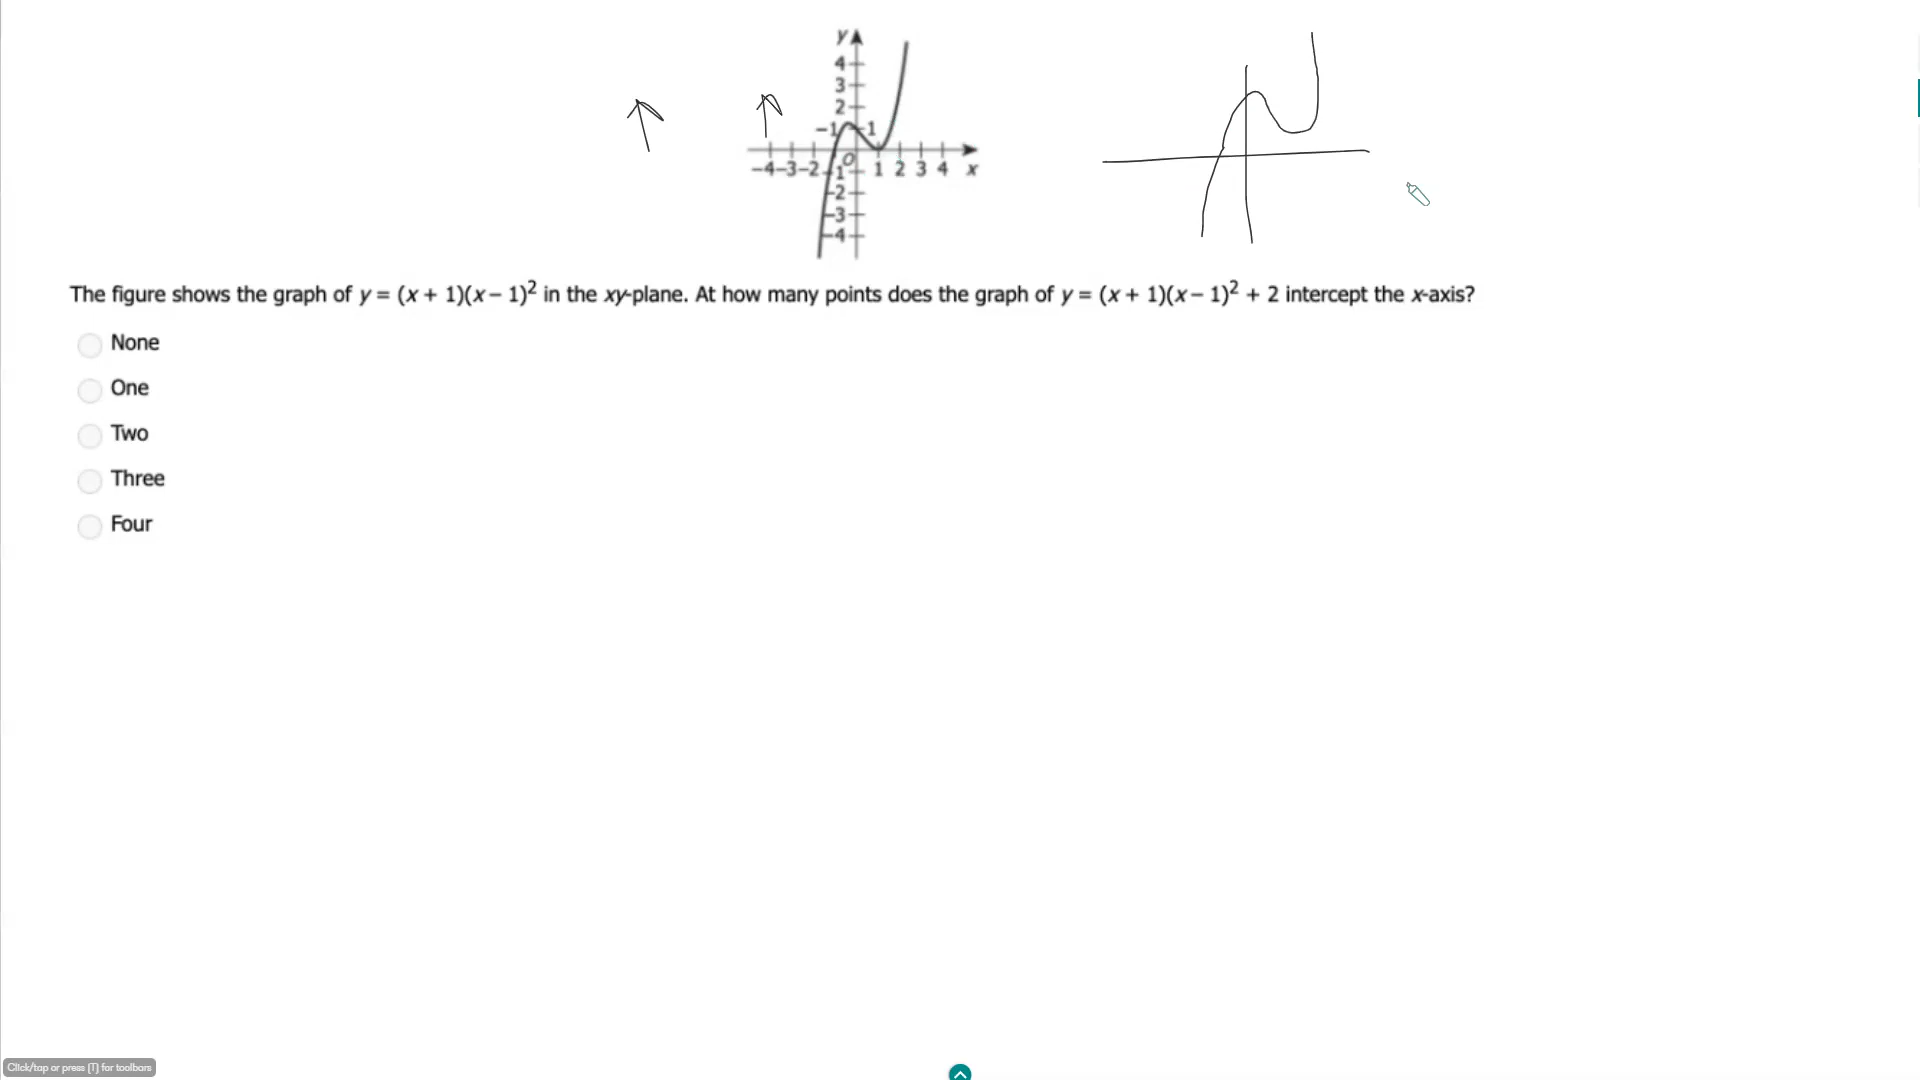 y
4
3
2
-1 1
O
-4 -3 -2 -1 1 2 3 4 x
-2
-3
-4
The figure shows the graph of y = (x + 1)(x – 1)² in the xy-plane. At how many points does the graph of y = (x + 1)(x – 1)² + 2 intercept the x-axis?
None
One
Two
Three
Four
Click/tap or press [T] for toolbars